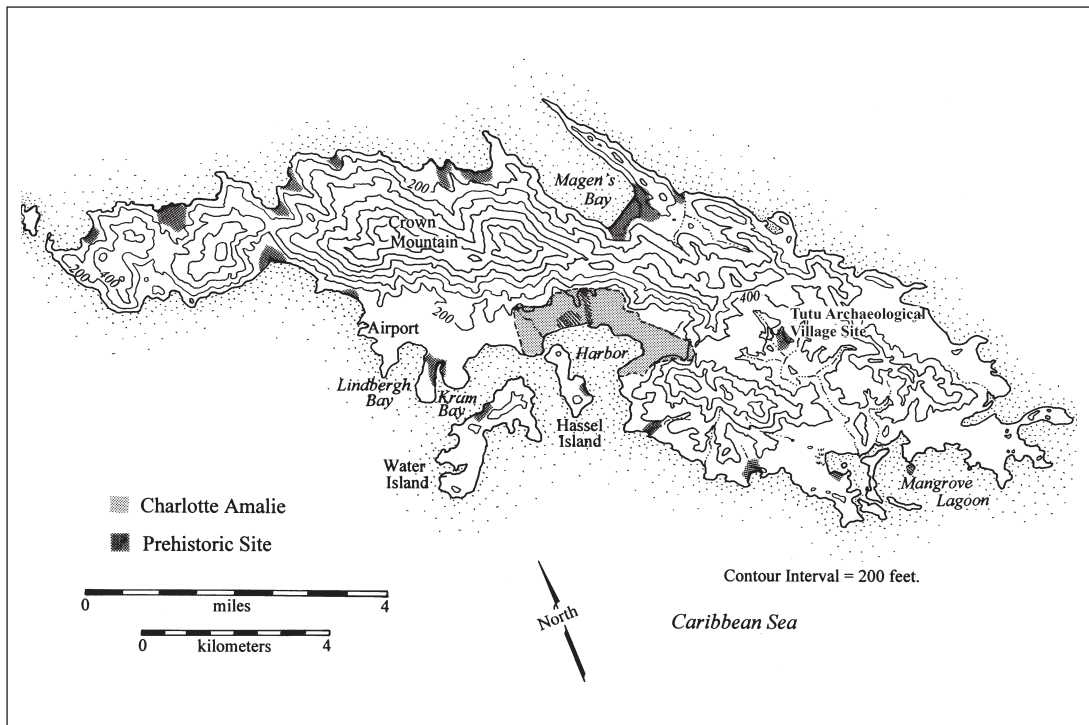 Magen's
Bay
200
Crown
Mountain
200
400
200
400
Tutu Archaeological
Village Site
Airport
Harbor
Lindbergh
Bay
Krum
Bay
Hassel
Island
Water
Island
Mangrove
Lagoon
Charlotte Amalie
Prehistoric Site
Contour Interval = 200 feet.
0 miles 4
North
Caribbean Sea
0 kilometers 4